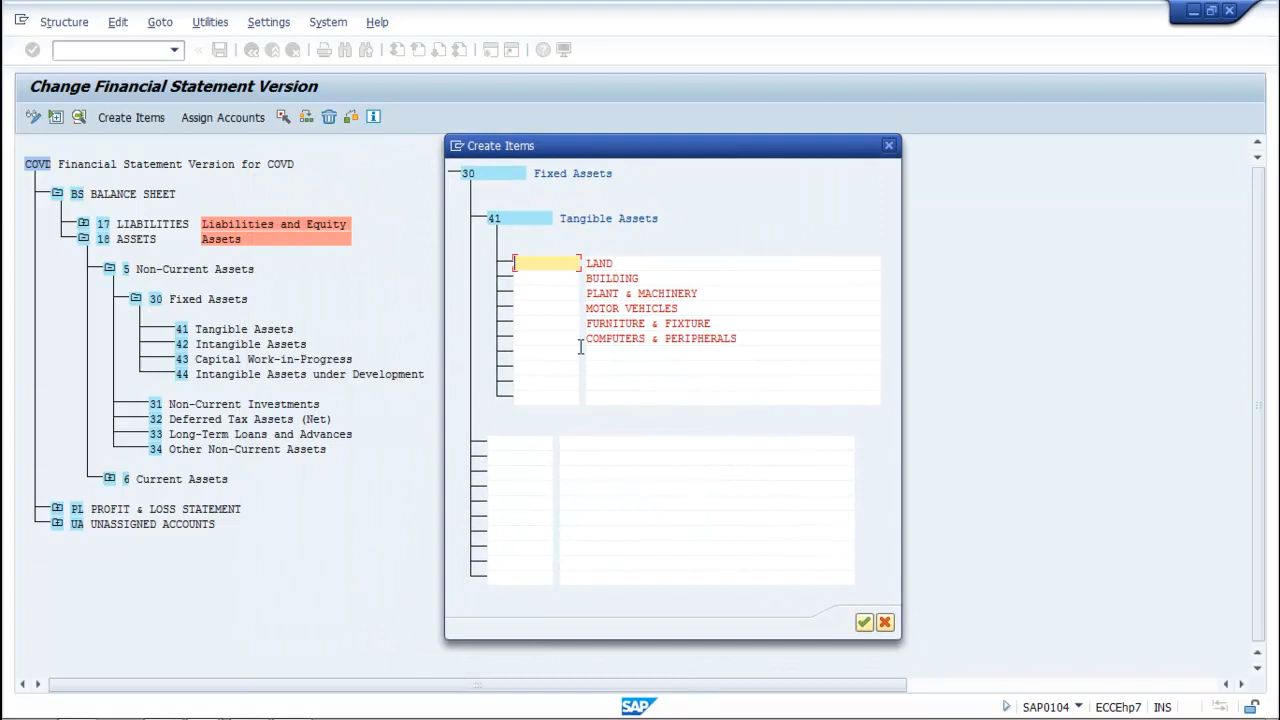 Structure Edit Goto Utilities Settings System Help
Change Financial Statement Version
Create Items Assign Accounts
COVD Financial Statement Version for COVD
BS BALANCE SHEET
17 LIABILITIES Liabilities and Equity
18 ASSETS Assets
5 Non-Current Assets
30 Fixed Assets
41 Tangible Assets
42 Intangible Assets
43 Capital Work-in-Progress
44 Intangible Assets under Development
31 Non-Current Investments
32 Deferred Tax Assets (Net)
33 Long-Term Loans and Advances
34 Other Non-Current Assets
6 Current Assets
PL PROFIT & LOSS STATEMENT
UA UNASSIGNED ACCOUNTS
Create Items
30 Fixed Assets
41 Tangible Assets
LAND
BUILDING
PLANT & MACHINERY
MOTOR VEHICLES
FURNITURE & FIXTURE
COMPUTERS & PERIPHERALS
SAP
SAP0104 ECCEhp7 INS